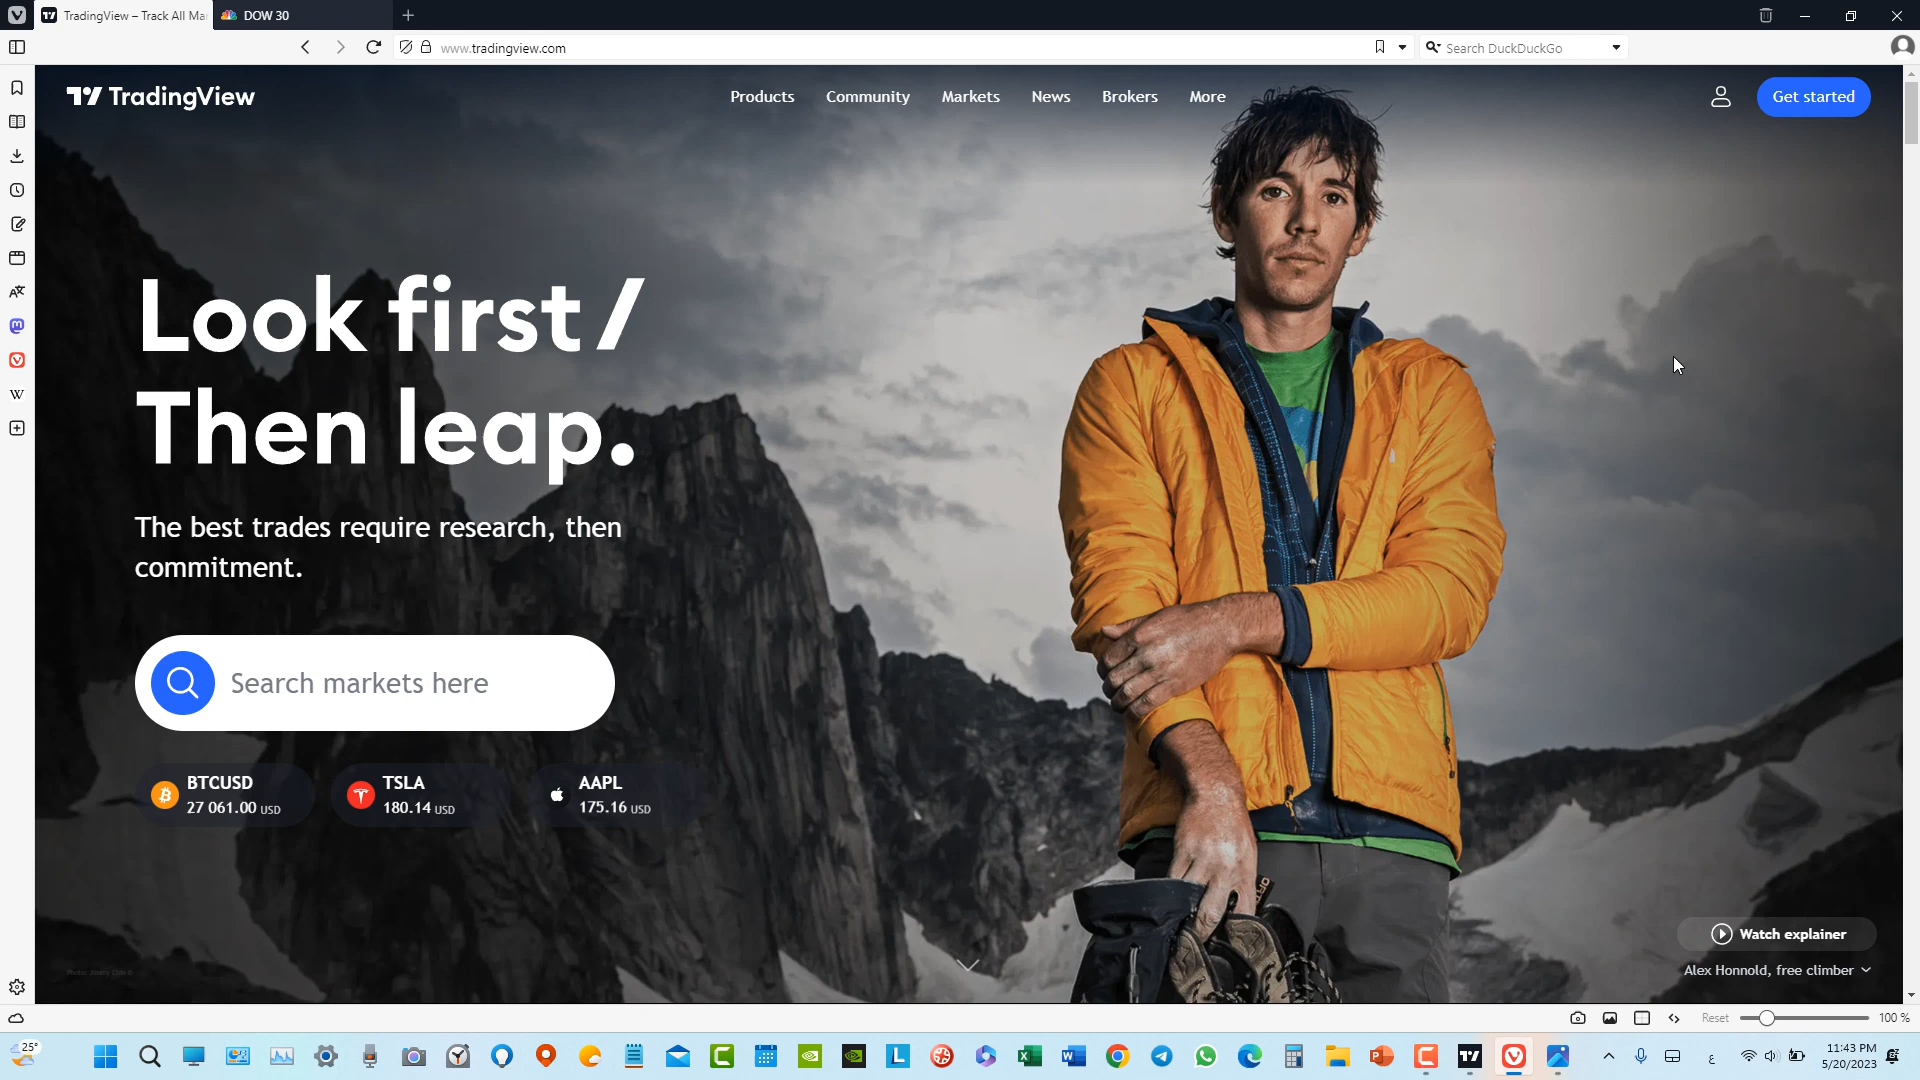 TradingView – Track All Ma
DOW 30
www.tradingview.com
Search DuckDuckGo
TradingView
Products
Community
Markets
News
Brokers
More
Get started
Look first /
Then leap.
The best trades require research, then
commitment.
Search markets here
BTCUSD
27 061.00 USD
TSLA
180.14 USD
AAPL
175.16 USD
Watch explainer
Alex Honnold, free climber
Reset
100 %
25°
ع
11:43 PM
5/20/2023